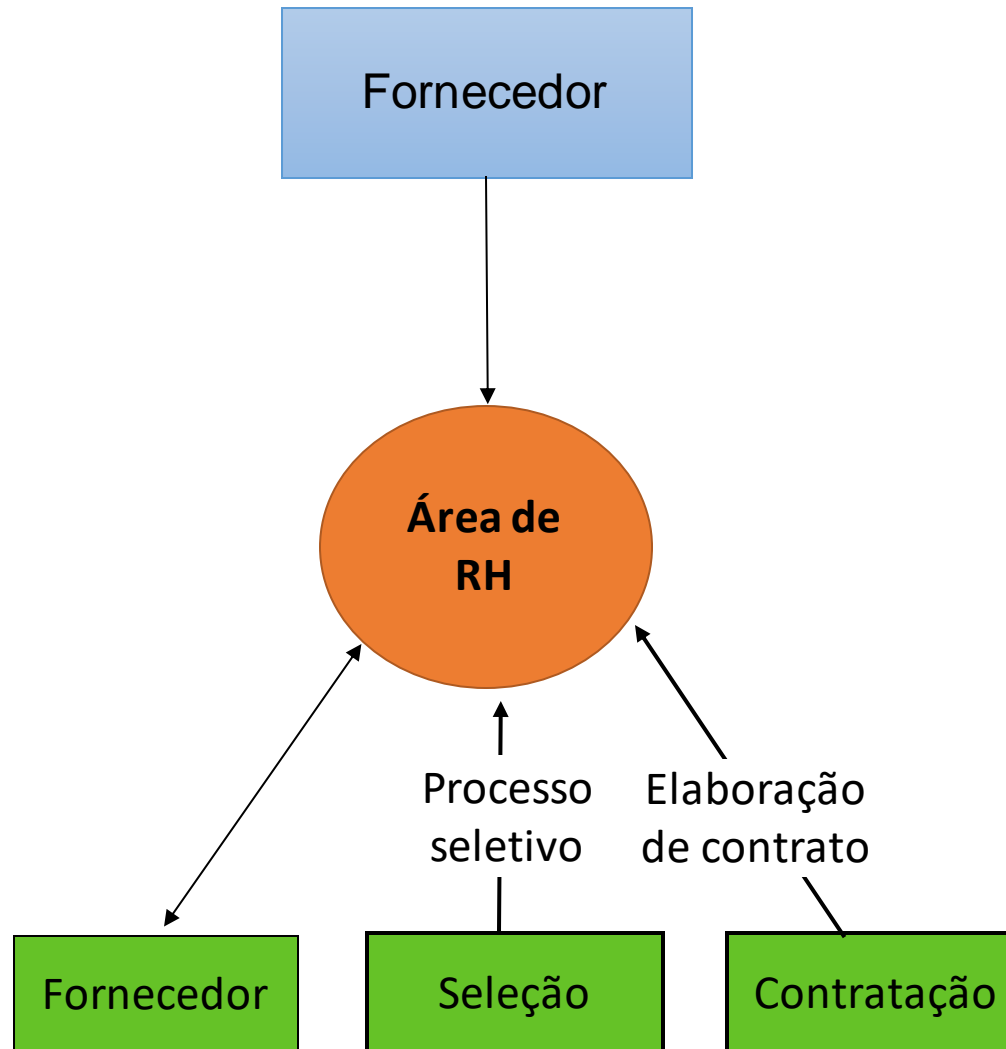 Fornecedor
Área de
RH
Processo
seletivo
Elaboração
de contrato
Fornecedor
Seleção
Contratação